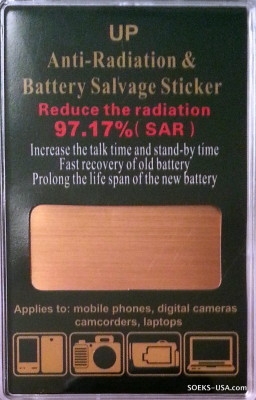 UP
Anti-Radiation &
Battery Salvage Sticker
Reduce the radiation
97.17%( SAR )
Increase the talk time and stand-by time
Fast recovery of old battery
Prolong the life span of the new battery
Applies to: mobile phones, digital cameras
camcorders, laptops
SOEKS-USA.com